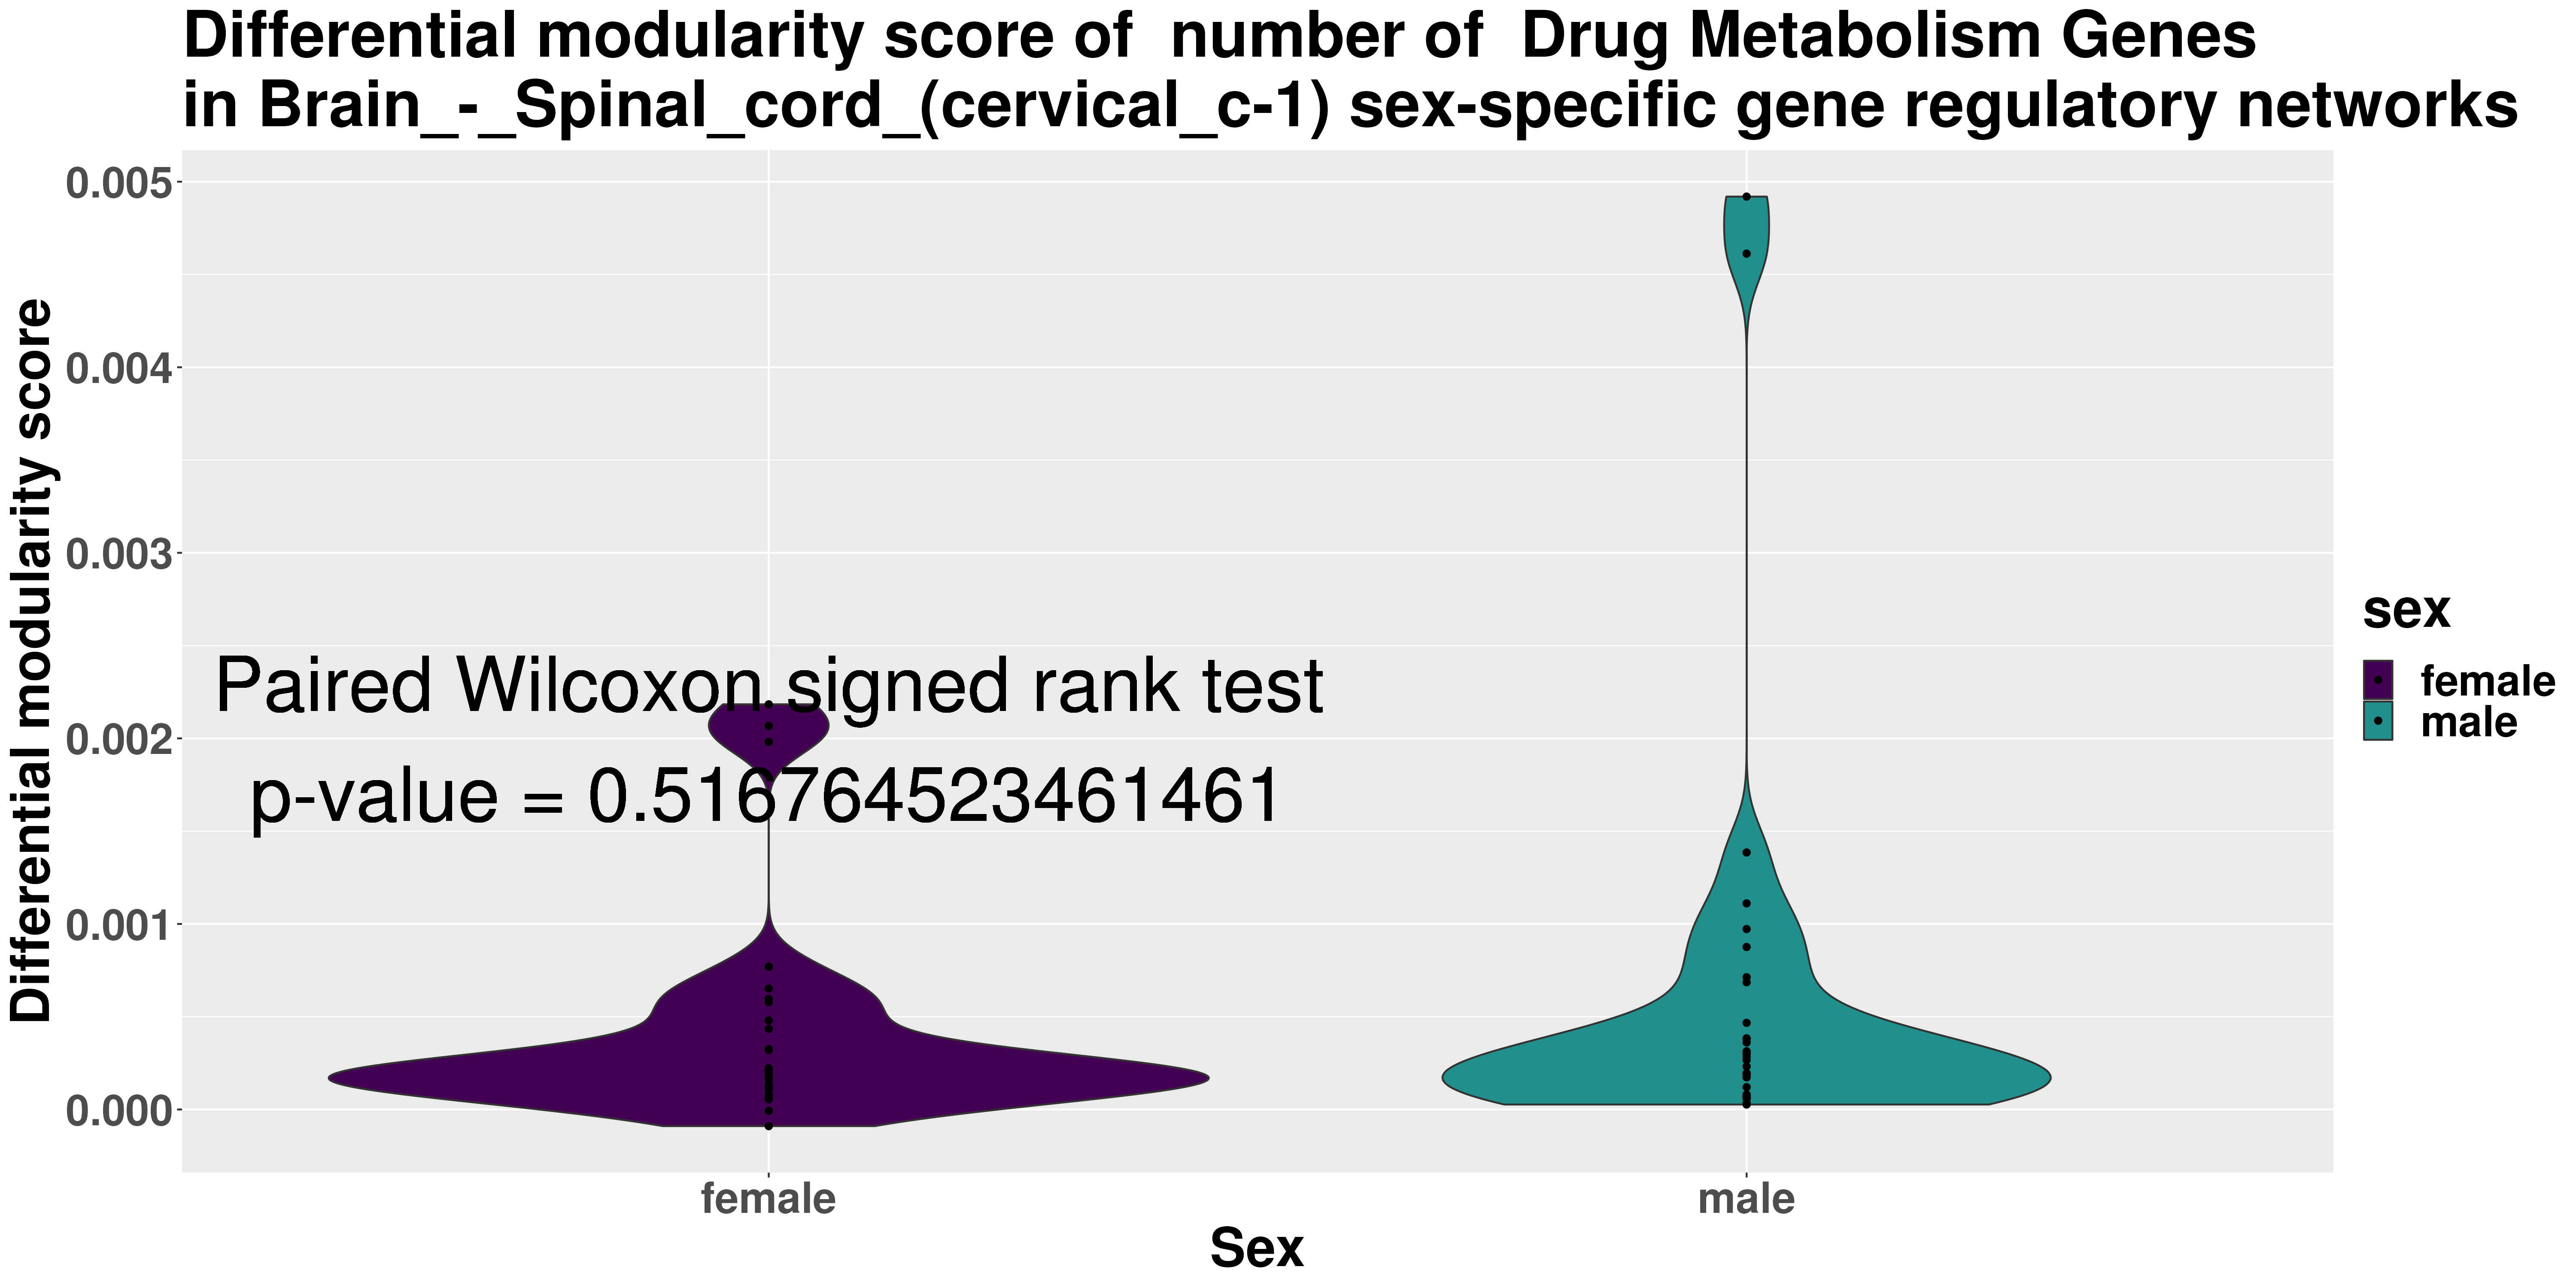 Differential modularity score of  number of  Drug Metabolism Genes
in Brain_-_Spinal_cord_(cervical_c-1) sex-specific gene regulatory networks
Differential modularity score
0.005
0.004
0.003
0.002
0.001
0.000
Paired Wilcoxon signed rank test
p-value = 0.516764523461461
female
male
Sex
sex
female
male